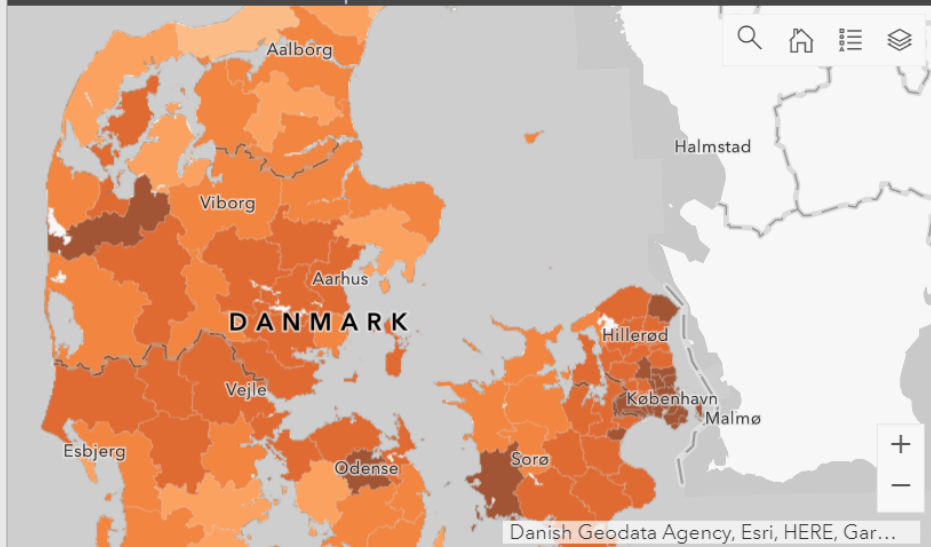 Aalborg
Halmstad
Viborg
Aarhus
DANMARK
Hillerød
Vejle
København
Malmø
Esbjerg
Odense
Sorø
Danish Geodata Agency, Esri, HERE, Gar...